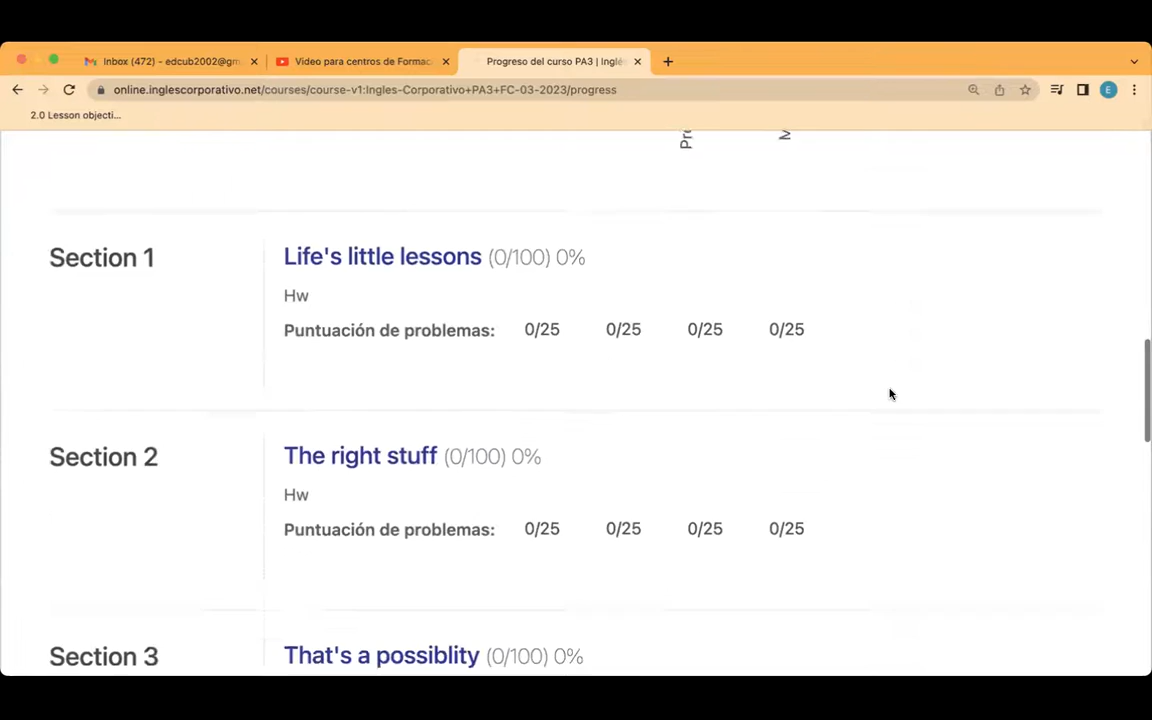 Inbox (472) - edcub2002@gm
Video para centros de Formac
Progreso del curso PA3 | Inglé
online.inglescorporativo.net/courses/course-v1:Ingles-Corporativo+PA3+FC-03-2023/progress
E
2.0 Lesson objecti...
Pr
M
Section 1
Life's little lessons (0/100) 0%
Hw
Puntuación de problemas: 0/25 0/25 0/25 0/25
Section 2
The right stuff (0/100) 0%
Hw
Puntuación de problemas: 0/25 0/25 0/25 0/25
Section 3
That's a possiblity (0/100) 0%